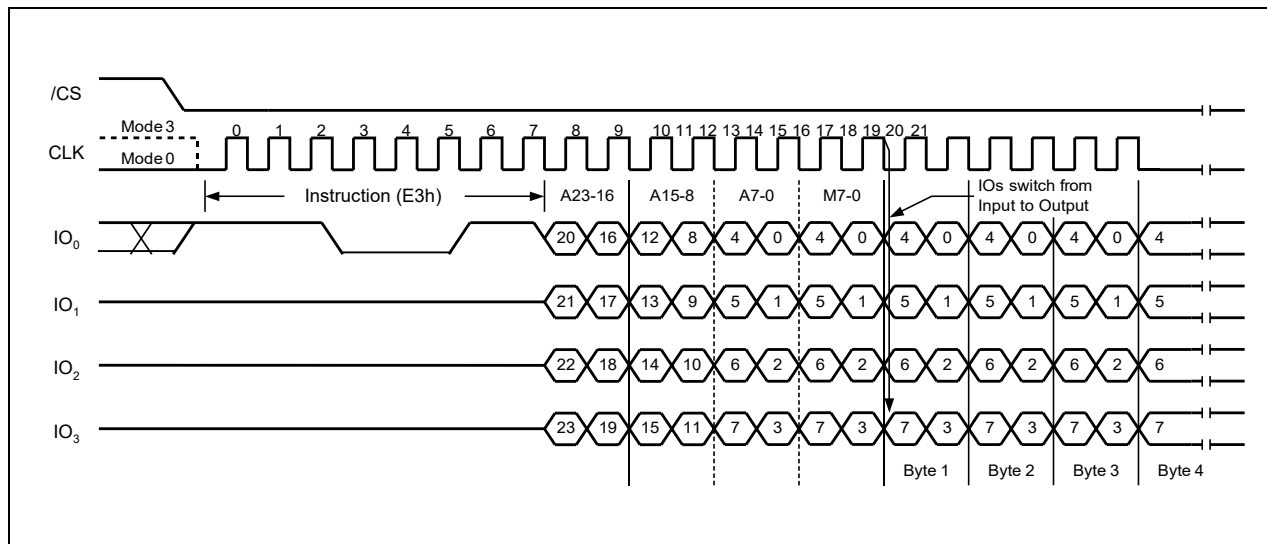 /CS
Mode 3
0 1 2 3 4 5 6 7 8 9 10 11 12 13 14 15 16 17 18 19 20 21
CLK
Mode 0
Instruction (E3h) A23-16 A15-8 A7-0 M7-0
IOs switch from
Input to Output
IO0 20 16 12 8 4 0 4 0 4 0 4 0 4 0 4
IO1 21 17 13 9 5 1 5 1 5 1 5 1 5 1 5
IO2 22 18 14 10 6 2 6 2 6 2 6 2 6 2 6
IO3 23 19 15 11 7 3 7 3 7 3 7 3 7 3 7
Byte 1 Byte 2 Byte 3 Byte 4